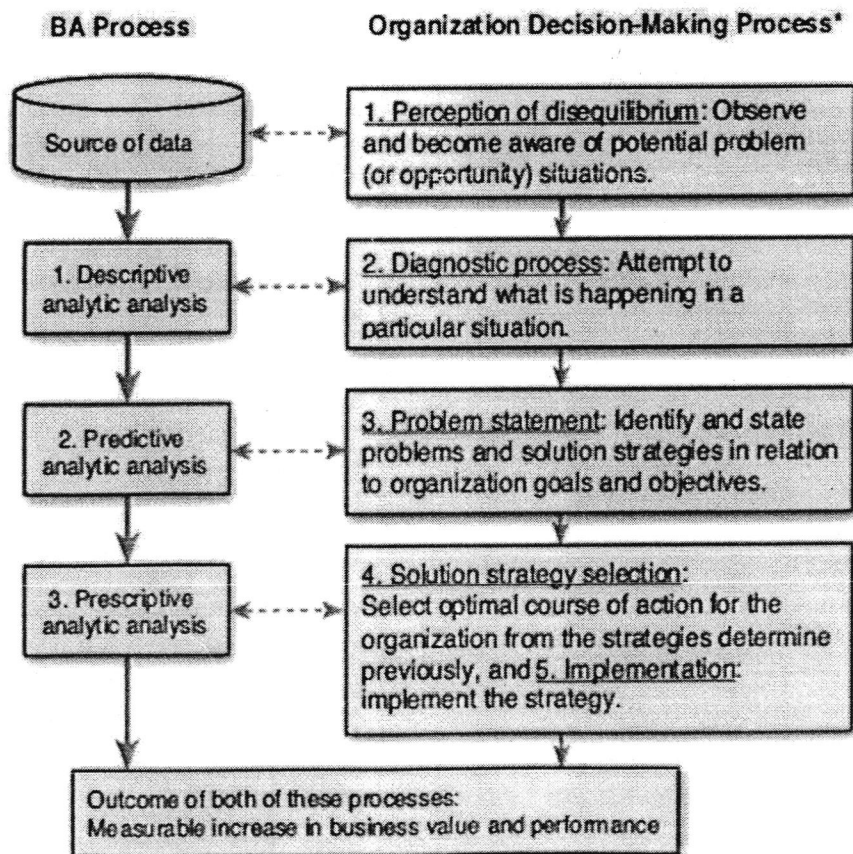 BA Process
Organization Decision-Making Process*
Source of data
1. Perception of disequilibrium: Observe
and become aware of potential problem
(or opportunity) situations.
1. Descriptive
analytic analysis
2. Diagnostic process: Attempt to
understand what is happening in a
particular situation.
2. Predictive
analytic analysis
3. Problem statement: Identify and state
problems and solution strategies in relation
to organization goals and objectives.
3. Prescriptive
analytic analysis
4. Solution strategy selection:
Select optimal course of action for the
organization from the strategies determine
previously, and 5. Implementation:
implement the strategy.
Outcome of both of these processes:
Measurable increase in business value and performance